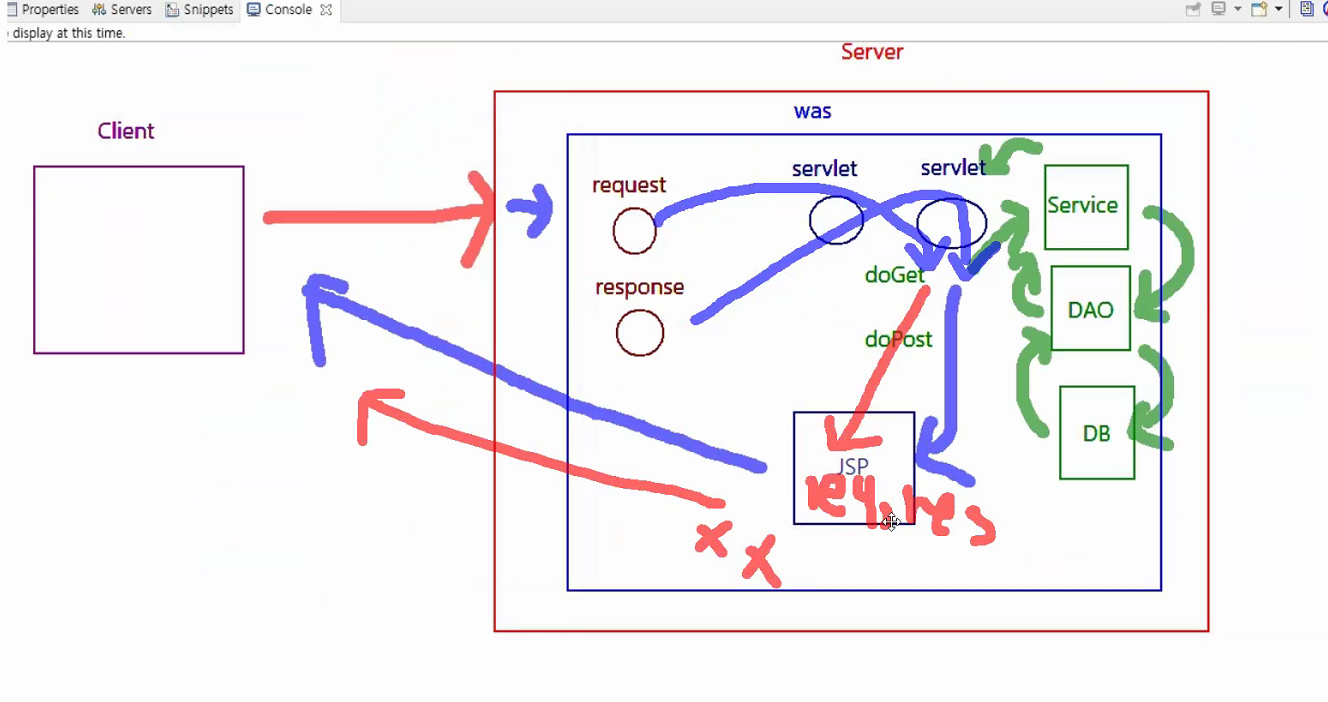 Properties Servers Snippets Console
display at this time.
Server
was
Client
servlet
servlet
request
Service
doGet
response
DAO
doPost
DB
JSP
req, res
x x